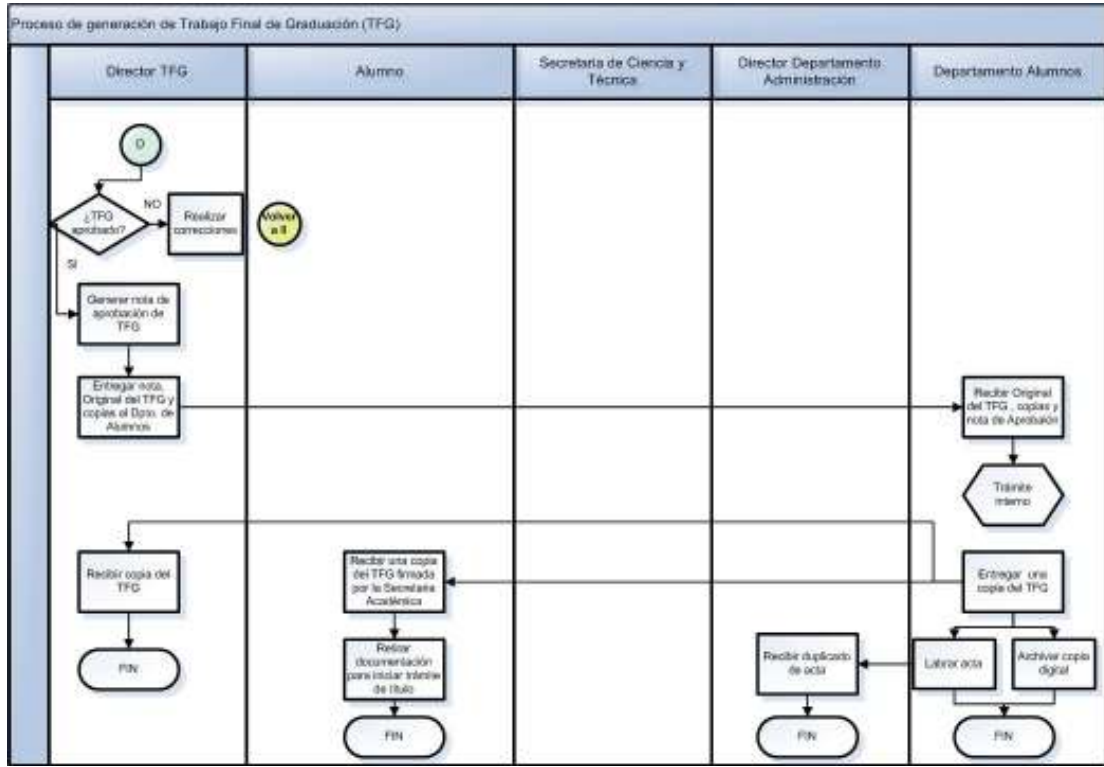 Proceso de generación de Trabajo Final de Graduación (TFG)
Director TFG
Alumno
Secretaria de Ciencia y
Técnica
Director Departamento
Administración
Departamento Alumnos
¿TFG
aprobado?
NO
Realizar
correcciones
Volver
a II
SI
Generar nota de
aprobación de
TFG
Entregar nota,
Original del TFG y
copias al Dpto. de
Alumnos
Recibir Original
del TFG , copias y
nota de
Trámite
interno
Recibir copia del
TFG
Recibir una copia
del TFG firmada
por la Secretaria
Académica
Entregar una
copia del TFG
FIN
Retirar
documentación
para iniciar trámite
de título
Recibir duplicado
de acta
Labrar acta
Archivar copia
digital
FIN
FIN
FIN